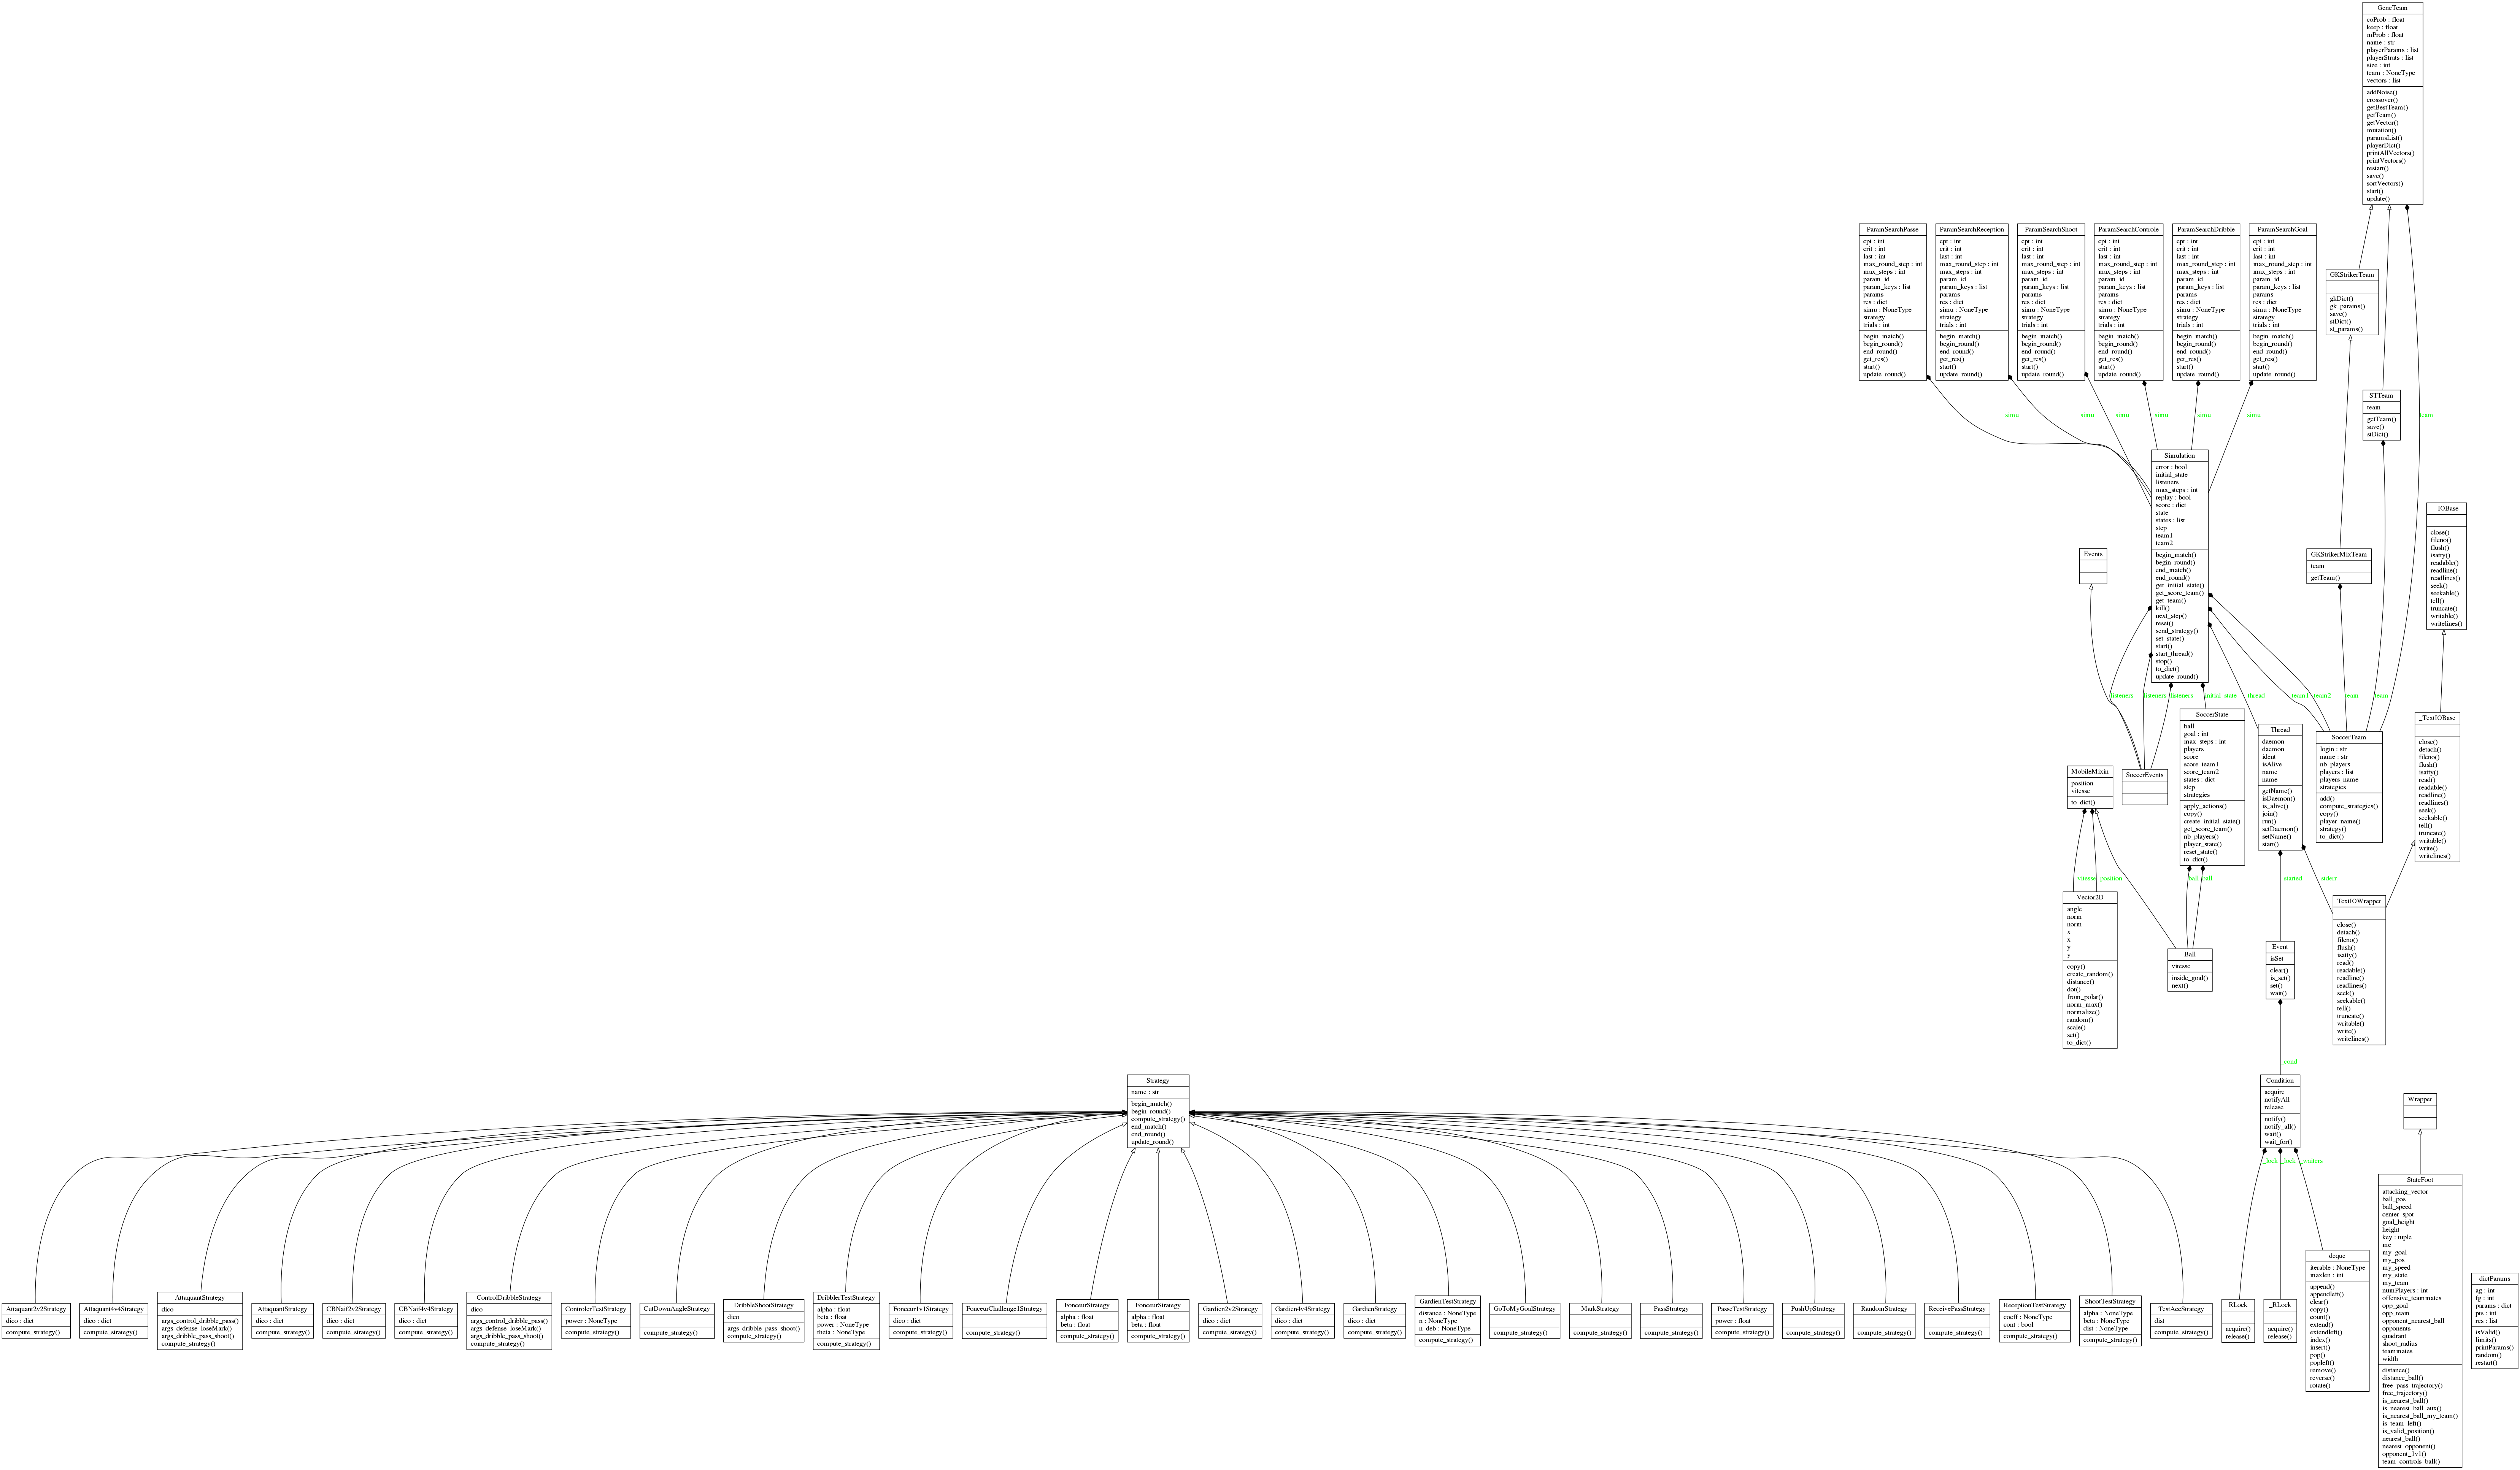 GeneTeam
coProb : float
keep : float
mProb : float
name : str
playerParams : list
playerStrats : list
size : int
team : NoneType
vectors : list
addNoise()
crossover()
getBestTeam()
getTeam()
getVector()
mutation()
paramsList()
playerDict()
printAllVectors()
printVectors()
restart()
save()
sortVectors()
start()
update()
ParamSearchPasse
cpt : int
crit : int
last : int
max_round_step : int
max_steps : int
param_id
param_keys : list
params
res : dict
simu : NoneType
strategy
trials : int
begin_match()
begin_round()
end_round()
get_res()
start()
update_round()
ParamSearchReception
cpt : int
crit : int
last : int
max_round_step : int
max_steps : int
param_id
param_keys : list
params
res : dict
simu : NoneType
strategy
trials : int
begin_match()
begin_round()
end_round()
get_res()
start()
update_round()
ParamSearchShoot
cpt : int
crit : int
last : int
max_round_step : int
max_steps : int
param_id
param_keys : list
params
res : dict
simu : NoneType
strategy
trials : int
begin_match()
begin_round()
end_round()
get_res()
start()
update_round()
ParamSearchControle
cpt : int
crit : int
last : int
max_round_step : int
max_steps : int
param_id
param_keys : list
params
res : dict
simu : NoneType
strategy
trials : int
begin_match()
begin_round()
end_round()
get_res()
start()
update_round()
ParamSearchDribble
cpt : int
crit : int
last : int
max_round_step : int
max_steps : int
param_id
param_keys : list
params
res : dict
simu : NoneType
strategy
trials : int
begin_match()
begin_round()
end_round()
get_res()
start()
update_round()
ParamSearchGoal
cpt : int
crit : int
last : int
max_round_step : int
max_steps : int
param_id
param_keys : list
params
res : dict
simu : NoneType
strategy
trials : int
begin_match()
begin_round()
end_round()
get_res()
start()
update_round()
GKStrikerTeam
gkDict()
gk_params()
save()
stDict()
st_params()
STTeam
team
getTeam()
save()
stDict()
simu
simu
simu
simu
simu
simu
team
Simulation
error : bool
initial_state
listeners
max_steps : int
replay : bool
score : dict
state
states : list
step
team1
team2
begin_match()
begin_round()
end_match()
end_round()
get_initial_state()
get_score_team()
get_team()
kill()
next_step()
reset()
send_strategy()
set_state()
start()
start_thread()
stop()
to_dict()
update_round()
Events
GKStrikerMixTeam
team
getTeam()
_IOBase
close()
fileno()
flush()
isatty()
readable()
readline()
readlines()
seek()
seekable()
tell()
truncate()
writable()
writelines()
listeners
listeners
listeners
initial_state
_thread
team1
team2
team
team
MobileMixin
position
vitesse
to_dict()
SoccerEvents
SoccerState
ball
goal : int
max_steps : int
players
score
score_team1
score_team2
states : dict
step
strategies
apply_actions()
copy()
create_initial_state()
get_score_team()
nb_players()
player_state()
reset_state()
to_dict()
Thread
daemon
daemon
ident
isAlive
name
name
getName()
isDaemon()
is_alive()
join()
run()
setDaemon()
setName()
start()
SoccerTeam
login : str
name : str
nb_players
players : list
players_name
strategies
add()
compute_strategies()
copy()
player_name()
strategy()
to_dict()
_TextIOBase
close()
detach()
fileno()
flush()
isatty()
read()
readable()
readline()
readlines()
seek()
seekable()
tell()
truncate()
writable()
write()
writelines()
_vitesse
_position
ball
ball
_started
_stderr
Vector2D
angle
norm
norm
x
x
y
y
copy()
create_random()
distance()
dot()
from_polar()
norm_max()
normalize()
random()
scale()
set()
to_dict()
Ball
vitesse
inside_goal()
next()
Event
isSet
clear()
is_set()
set()
wait()
TextIOWrapper
close()
detach()
fileno()
flush()
isatty()
read()
readable()
readline()
readlines()
seek()
seekable()
tell()
truncate()
writable()
write()
writelines()
_cond
Strategy
name : str
begin_match()
begin_round()
compute_strategy()
end_match()
end_round()
update_round()
Condition
acquire
notifyAll
release
notify()
notify_all()
wait()
wait_for()
Wrapper
_lock
_lock
_waiters
Attaquant2v2Strategy
dico : dict
compute_strategy()
Attaquant4v4Strategy
dico : dict
compute_strategy()
AttaquantStrategy
dico
args_control_dribble_pass()
args_defense_loseMark()
args_dribble_pass_shoot()
compute_strategy()
AttaquantStrategy
dico : dict
compute_strategy()
CBNaif2v2Strategy
dico : dict
compute_strategy()
CBNaif4v4Strategy
dico : dict
compute_strategy()
ControlDribbleStrategy
dico
args_control_dribble_pass()
args_defense_loseMark()
args_dribble_pass_shoot()
compute_strategy()
ControlerTestStrategy
power : NoneType
compute_strategy()
CutDownAngleStrategy
compute_strategy()
DribbleShootStrategy
dico
args_dribble_pass_shoot()
compute_strategy()
DribblerTestStrategy
alpha : float
beta : float
power : NoneType
theta : NoneType
compute_strategy()
Fonceur1v1Strategy
dico : dict
compute_strategy()
FonceurChallenge1Strategy
compute_strategy()
FonceurStrategy
alpha : float
beta : float
compute_strategy()
FonceurStrategy
alpha : float
beta : float
compute_strategy()
Gardien2v2Strategy
dico : dict
compute_strategy()
Gardien4v4Strategy
dico : dict
compute_strategy()
GardienStrategy
dico : dict
compute_strategy()
GardienTestStrategy
distance : NoneType
n : NoneType
n_deb : NoneType
compute_strategy()
GoToMyGoalStrategy
compute_strategy()
MarkStrategy
compute_strategy()
PassStrategy
compute_strategy()
PasseTestStrategy
power : float
compute_strategy()
PushUpStrategy
compute_strategy()
RandomStrategy
compute_strategy()
ReceivePassStrategy
compute_strategy()
ReceptionTestStrategy
coeff : NoneType
cont : bool
compute_strategy()
ShootTestStrategy
alpha : NoneType
beta : NoneType
dist : NoneType
compute_strategy()
TestAccStrategy
dist
compute_strategy()
RLock
acquire()
release()
_RLock
acquire()
release()
deque
iterable : NoneType
maxlen : int
append()
appendleft()
clear()
copy()
count()
extend()
extendleft()
index()
insert()
pop()
popleft()
remove()
reverse()
rotate()
StateFoot
attacking_vector
ball_pos
ball_speed
center_spot
goal_height
height
key : tuple
me
my_goal
my_pos
my_speed
my_state
my_team
numPlayers : int
offensive_teammates
opp_goal
opp_team
opponent_nearest_ball
opponents
quadrant
shoot_radius
teammates
width
distance()
distance_ball()
free_pass_trajectory()
free_trajectory()
is_nearest_ball()
is_nearest_ball_aux()
is_nearest_ball_my_team()
is_team_left()
is_valid_position()
nearest_ball()
nearest_opponent()
opponent_1v1()
team_controls_ball()
dictParams
ag : int
fg : int
params : dict
pts : int
res : list
isValid()
limits()
printParams()
random()
restart()